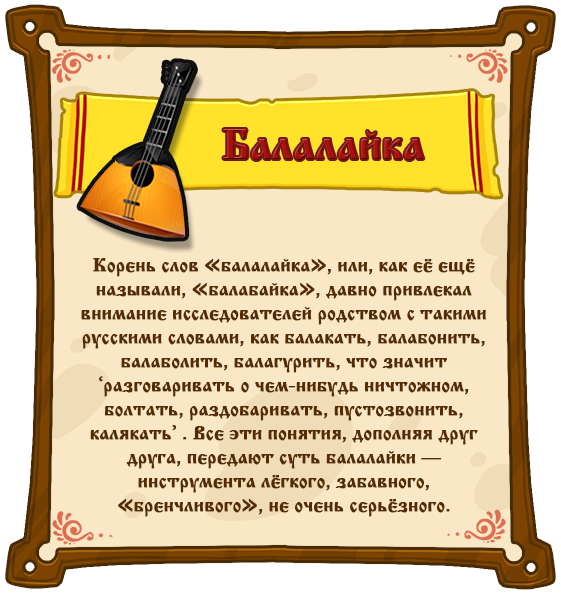 Балалайка
Корень слов «балалайка», или, как её ещё
называли, «балабайка», давно привлекал
внимание исследователей родством с такими
русскими словами, как балакать, балабонить,
балаболить, балагурить, что значит
‘разговаривать о чем-нибудь ничтожном,
болтать, раздобаривать, пустозвонить,
калякать’ . Все эти понятия, дополняя друг
друга, передают суть балалайки —
инструмента лёгкого, забавного,
«бренчливого», не очень серьёзного.